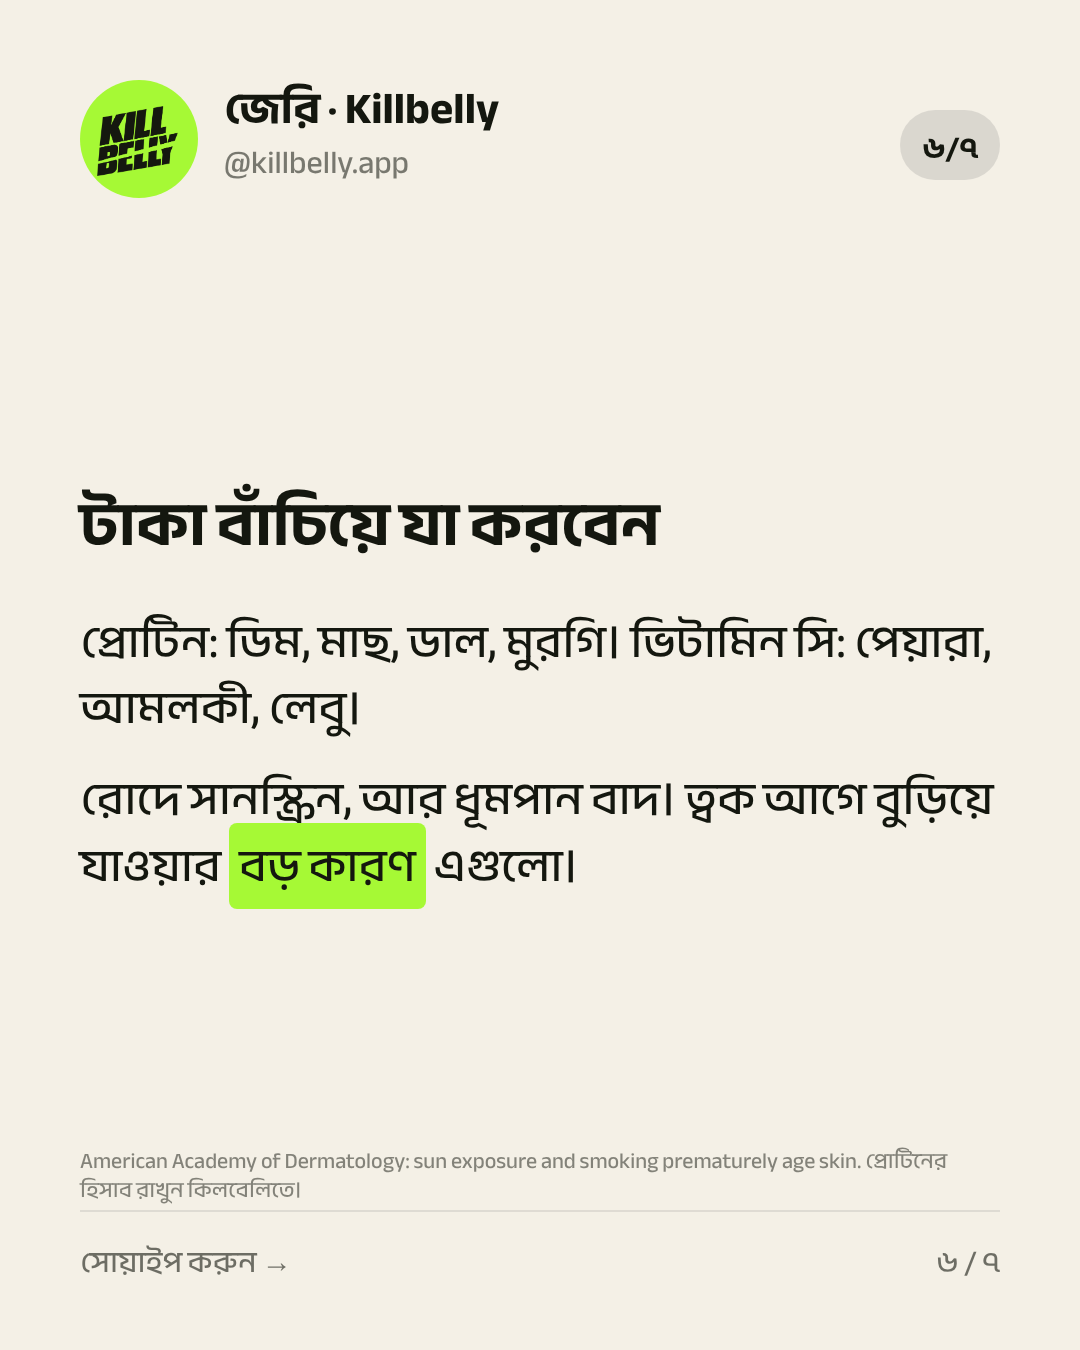 KILL
BELLY
জেরি · Killbelly
@killbelly.app
৬/৭
টাকা বাঁচিয়ে যা করবেন
প্রোটিন: ডিম, মাছ, ডাল, মুরগি। ভিটামিন সি: পেয়ারা,
আমলকী, লেবু।
রোদে সানস্ক্রিন, আর ধূমপান বাদ। ত্বক আগে বুড়িয়ে
যাওয়ার বড় কারণ এগুলো।
American Academy of Dermatology: sun exposure and smoking prematurely age skin. প্রোটিনের
হিসাব রাখুন কিলবেলিতে।
সোয়াইপ করুন →
৬ / ৭